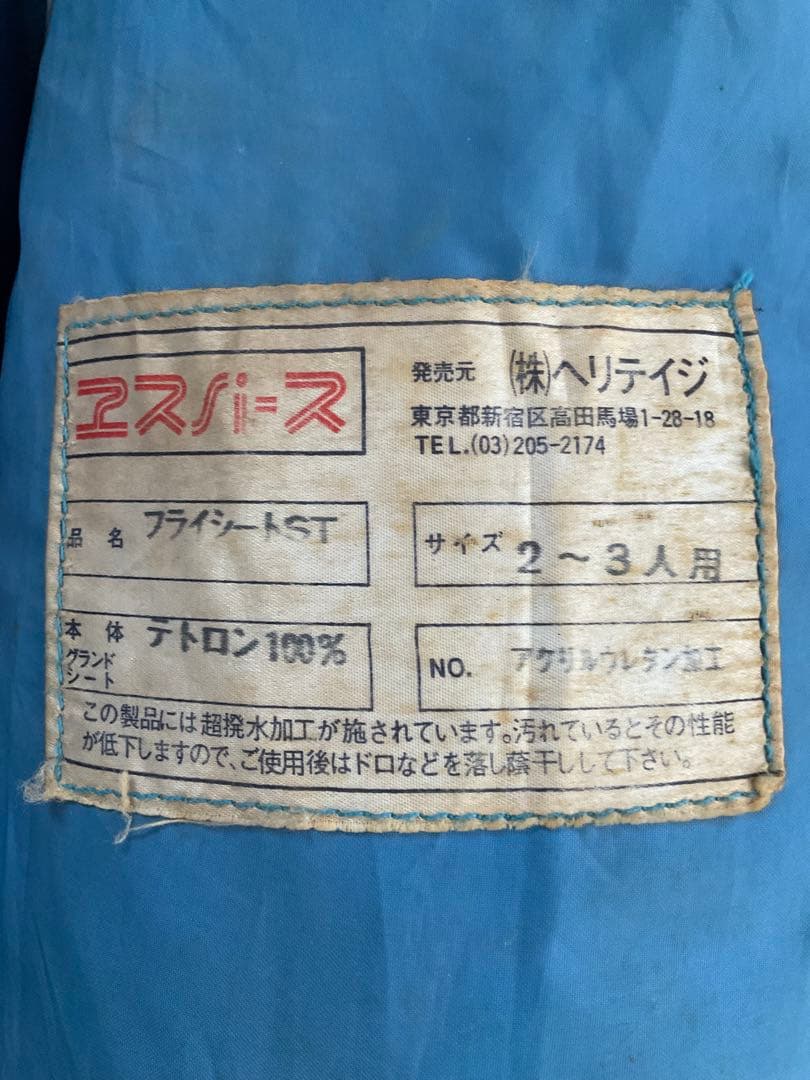 ヱスパース
発売元 (株)ヘリテイジ
東京都新宿区高田馬場1-28-18
TEL.(03)205-2174
品名 フライシートST
サイズ 2～3人用
本体 テトロン100%
グランドシート
NO. アクリルウレタン加工
この製品には超撥水加工が施されています。汚れているとその性能
が低下しますので、ご使用後はドロなどを落し蔭干しして下さい。